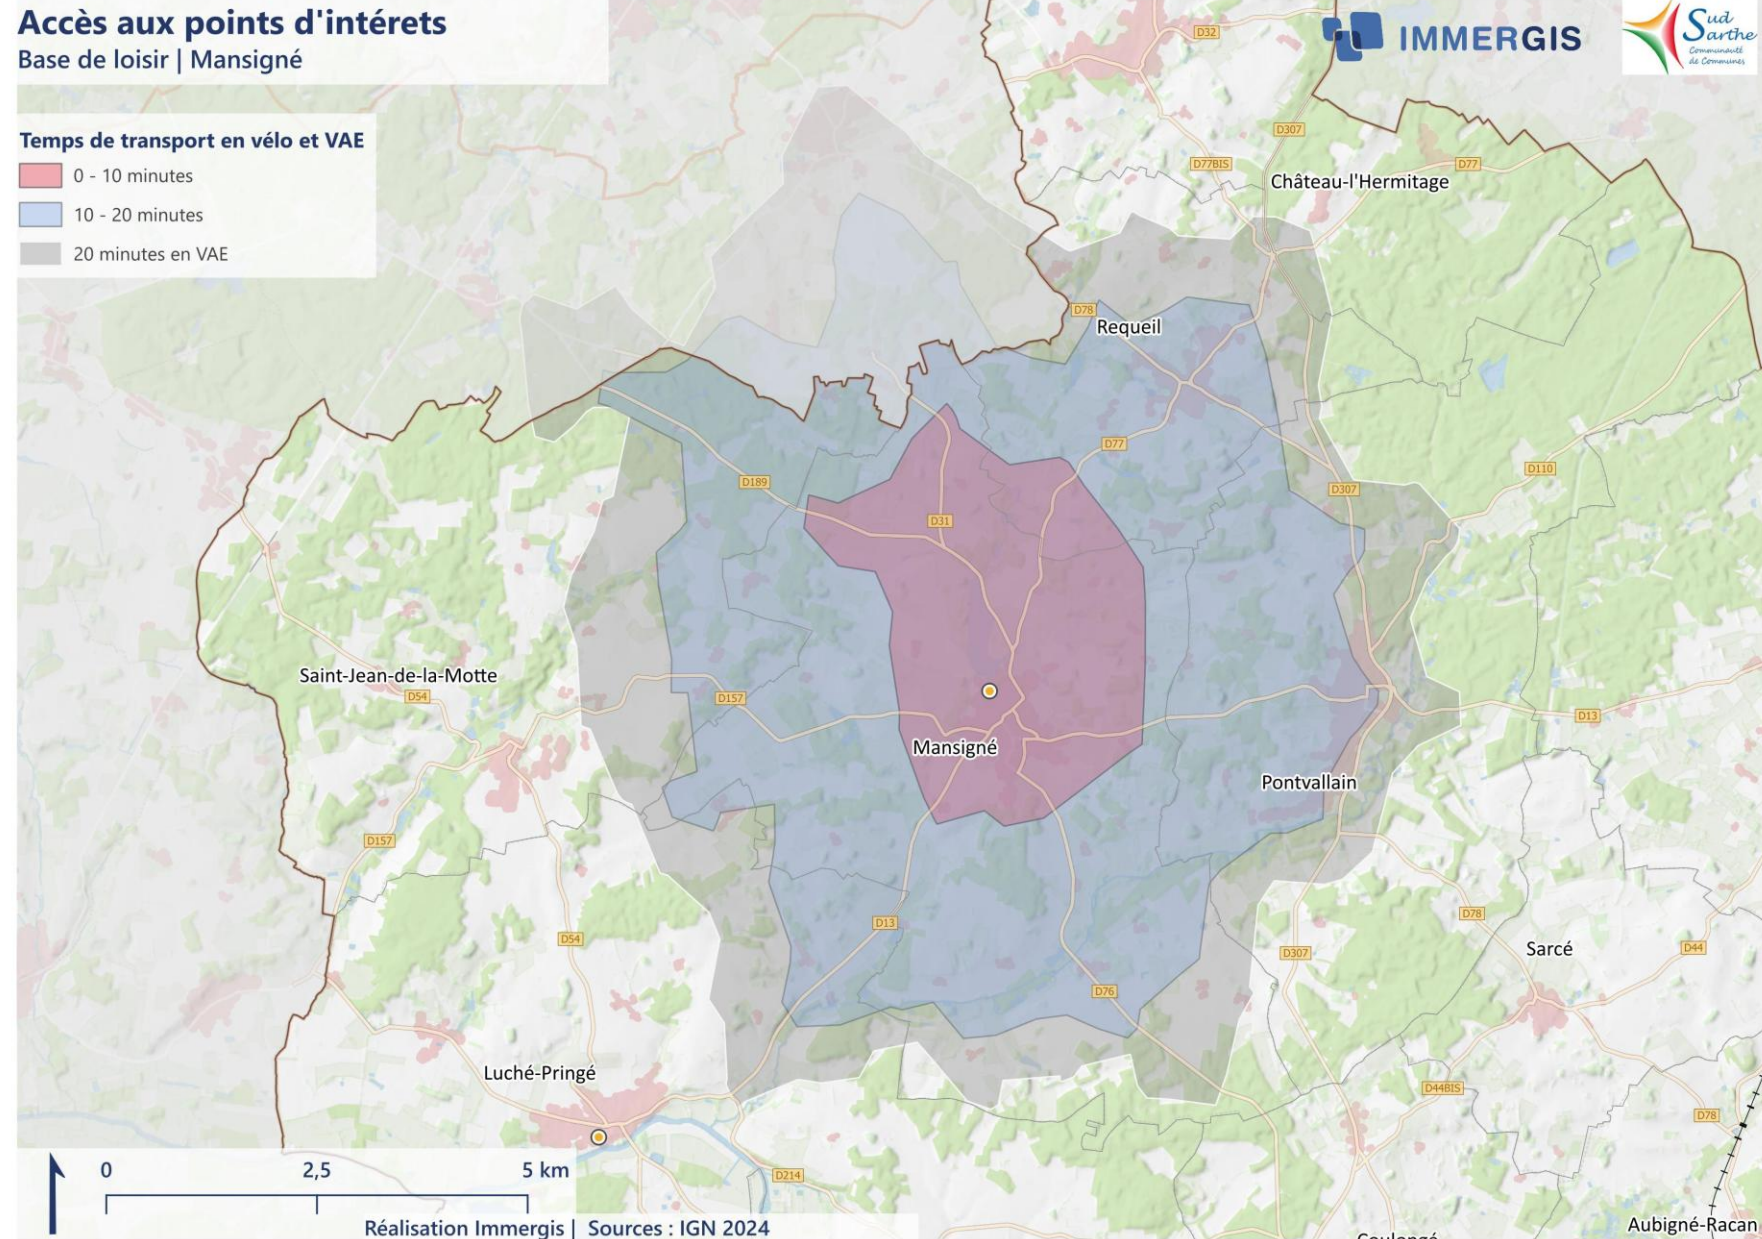 Accès aux points d'intérets
Base de loisir | Mansigné
IMMERGIS
Sud
Sarthe
Communauté
de Communes
Temps de transport en vélo et VAE
0 - 10 minutes
10 - 20 minutes
20 minutes en VAE
D32
D307
D77BIS
D77
Château-l'Hermitage
D78
Requeil
D77
D110
D189
D307
D31
Saint-Jean-de-la-Motte
D54
D157
D13
Mansigné
Pontvallain
D157
D13
D78
D54
D307
Sarcé
D44
D76
Luché-Pringé
D44BIS
D78
D214
0
2,5
5 km
Réalisation Immergis | Sources : IGN 2024
Aubigné-Racan